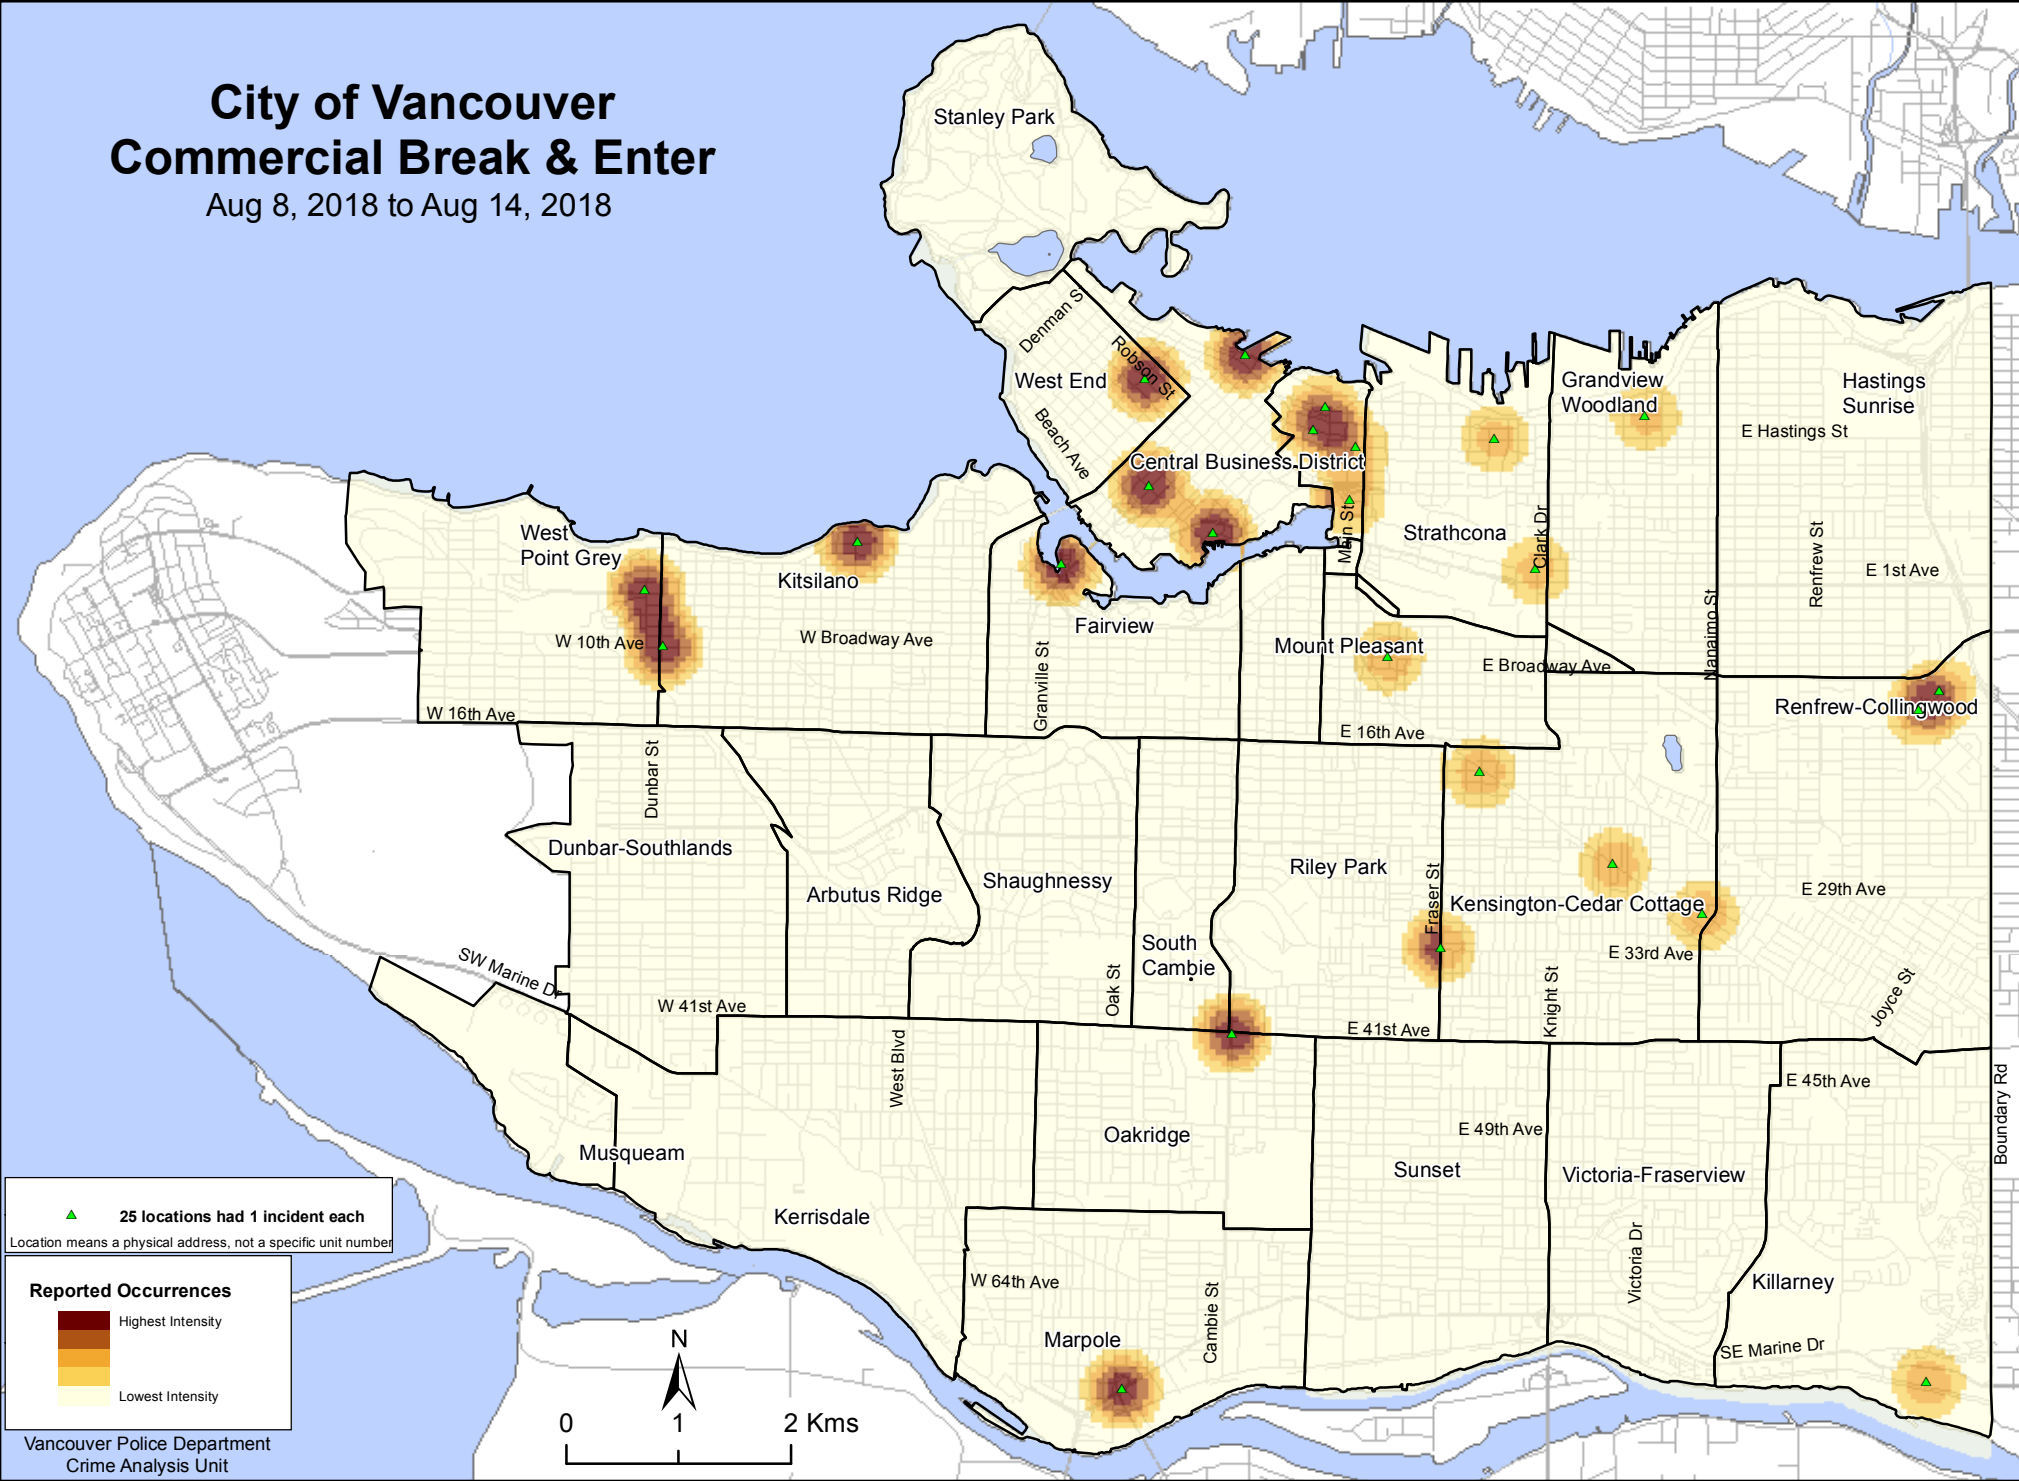 City of Vancouver
Commercial Break & Enter
Aug 8, 2018 to Aug 14, 2018
Stanley Park
Denman S
Robson St
West End
Beach Ave
Central Business District
Grandview
Woodland
Hastings
Sunrise
E Hastings St
Strathcona
Main St
Clark Dr
Nanaimo St
Renfrew St
E 1st Ave
West
Point Grey
Kitsilano
W 10th Ave
W Broadway Ave
Fairview
Granville St
Mount Pleasant
E Broadway Ave
Renfrew-Collingwood
W 16th Ave
E 16th Ave
Dunbar St
Dunbar-Southlands
Arbutus Ridge
Shaughnessy
Riley Park
Fraser St
Kensington-Cedar Cottage
E 29th Ave
South
Cambie
E 33rd Ave
SW Marine Dr
W 41st Ave
Oak St
E 41st Ave
Knight St
Joyce St
West Blvd
Boundary Rd
E 45th Ave
Musqueam
Oakridge
E 49th Ave
Sunset
Victoria-Fraserview
Kerrisdale
W 64th Ave
Cambie St
Victoria Dr
Killarney
Marpole
SE Marine Dr
25 locations had 1 incident each
Location means a physical address, not a specific unit number
Reported Occurrences
Highest Intensity
Lowest Intensity
N
0 1 2 Kms
Vancouver Police Department
Crime Analysis Unit